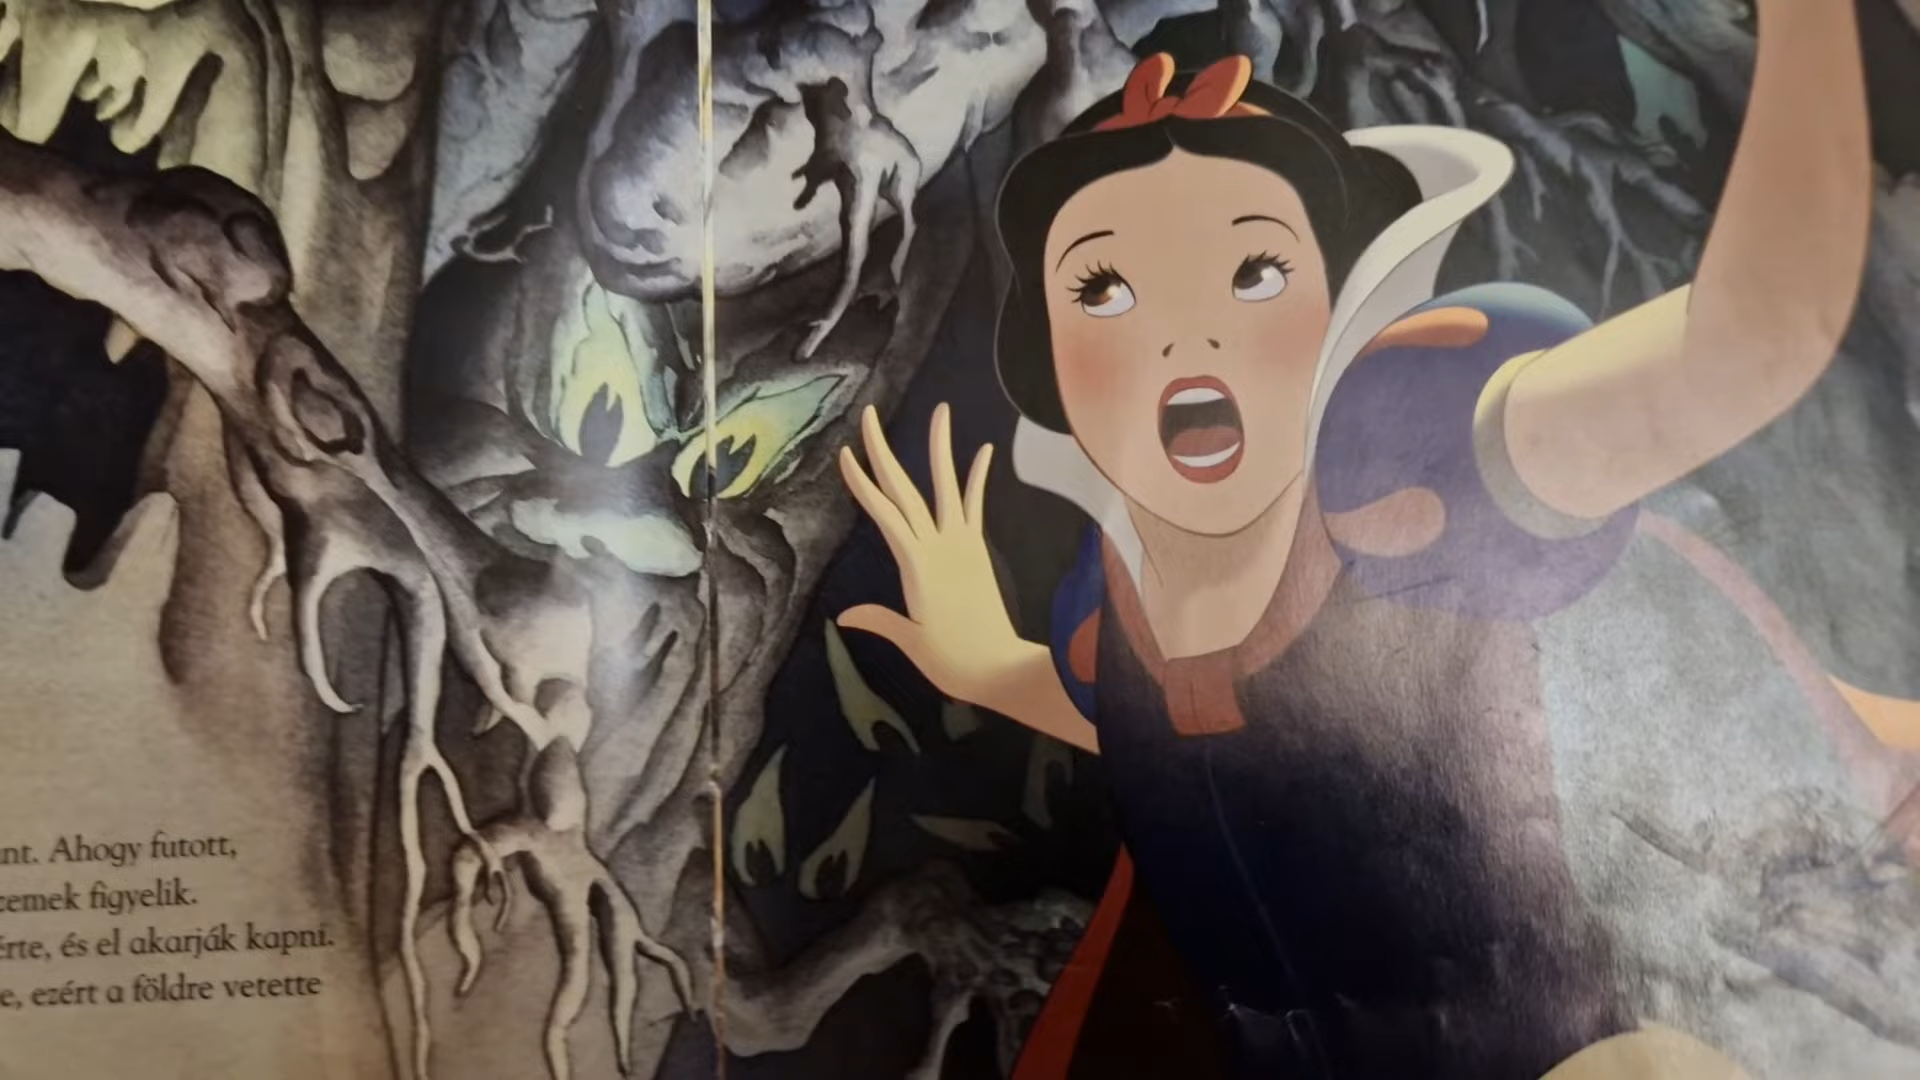 nt. Ahogy futott,
zemek figyelik.
érte, és el akarják kapni.
e, ezért a földre vetette